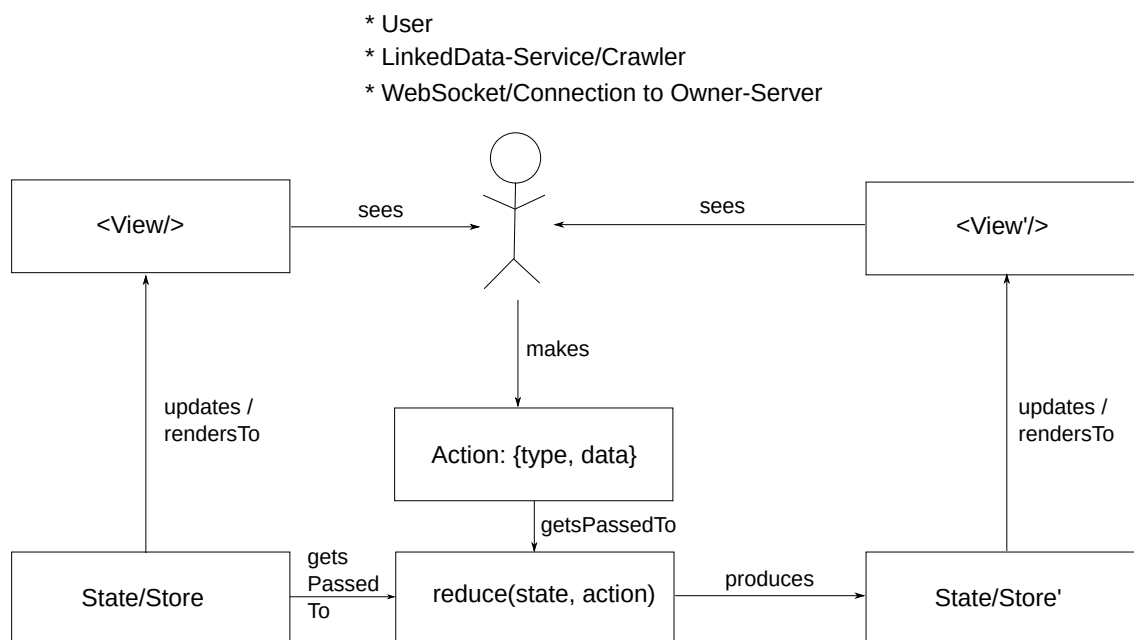 * User
* LinkedData-Service/Crawler
* WebSocket/Connection to Owner-Server
<View/>
sees
sees
<View'/>
makes
updates /
rendersTo
updates /
rendersTo
Action: {type, data}
getsPassedTo
State/Store
gets
Passed
To
reduce(state, action)
produces
State/Store'